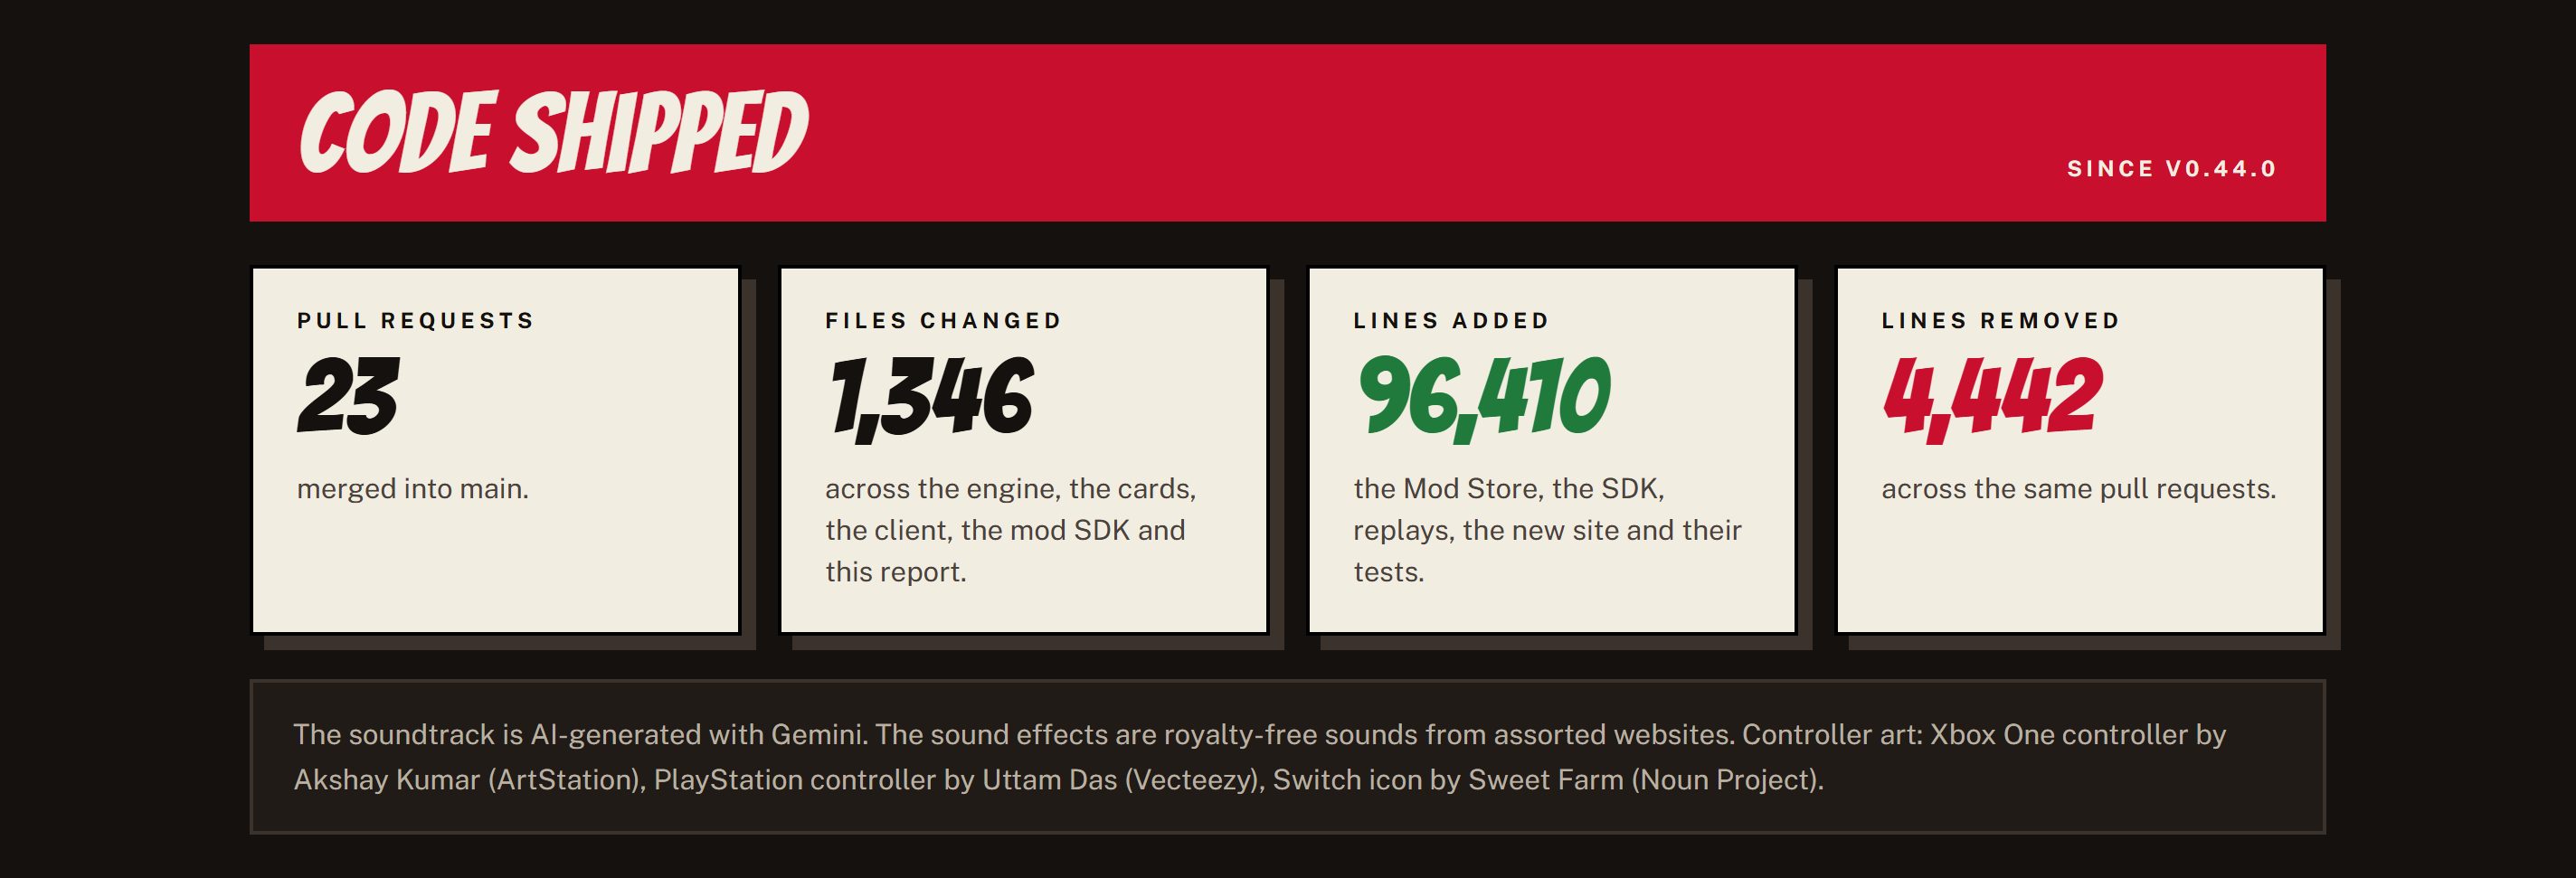 CODE SHIPPED
SINCE V0.44.0
PULL REQUESTS
23
merged into main.
FILES CHANGED
1,346
across the engine, the cards,
the client, the mod SDK and
this report.
LINES ADDED
96,410
the Mod Store, the SDK,
replays, the new site and their
tests.
LINES REMOVED
4,442
across the same pull requests.
The soundtrack is AI-generated with Gemini. The sound effects are royalty-free sounds from assorted websites. Controller art: Xbox One controller by
Akshay Kumar (ArtStation), PlayStation controller by Uttam Das (Vecteezy), Switch icon by Sweet Farm (Noun Project).